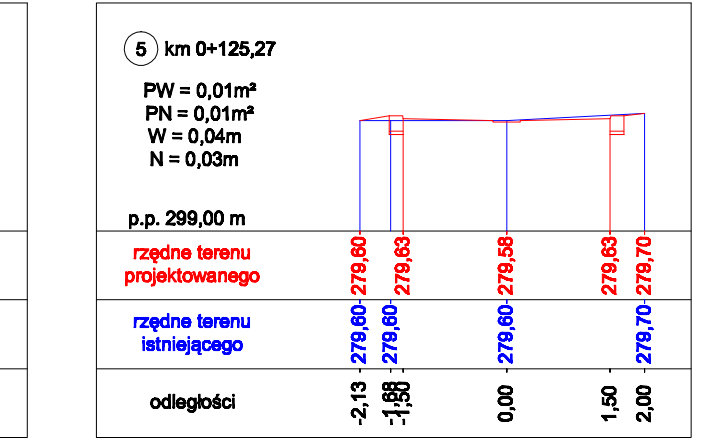 5 km 0+125,27
PW = 0,01m²
PN = 0,01m²
W = 0,04m
N = 0,03m
p.p. 299,00 m
rzędne terenu
projektowanego
279,60 279,63 279,58 279,63 279,70
rzędne terenu
istniejącego
279,60 279,60 279,60 279,70
odległości
-2,13 -1,68 -1,50 0,00 1,50 2,00